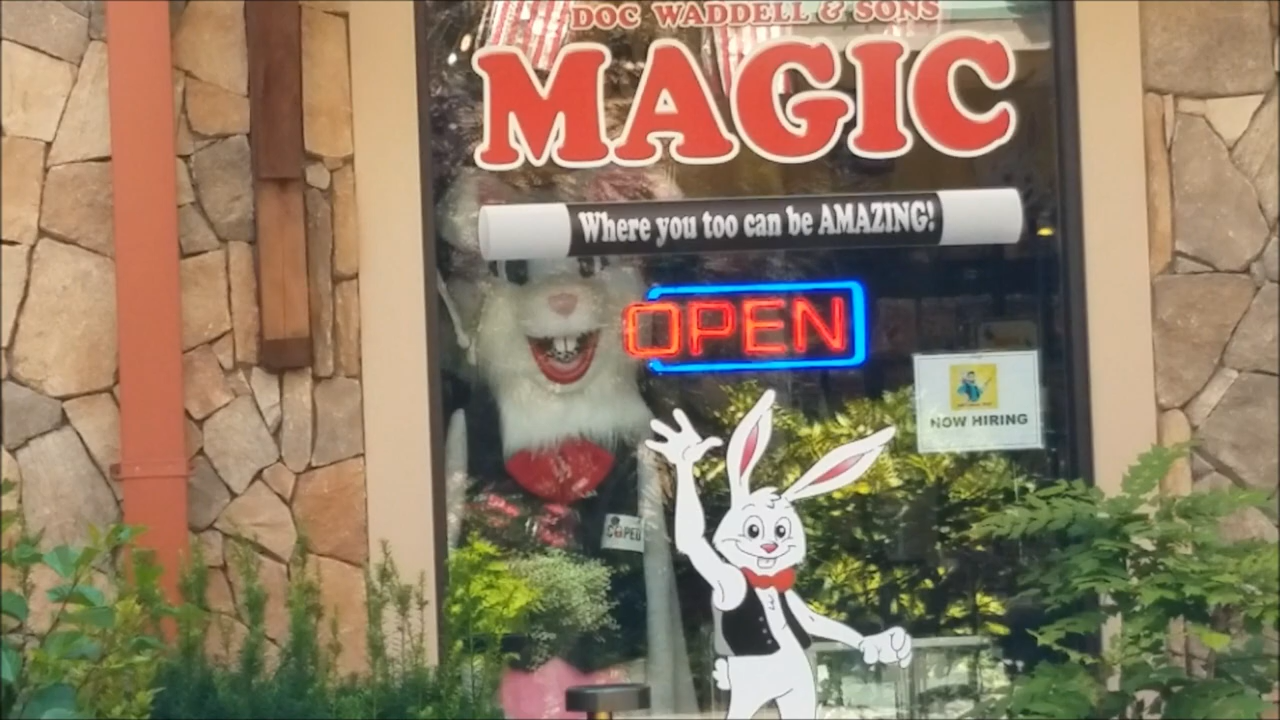 DOC WADDELL & SONS
MAGIC
Where you too can be AMAZING!
OPEN
NOW HIRING